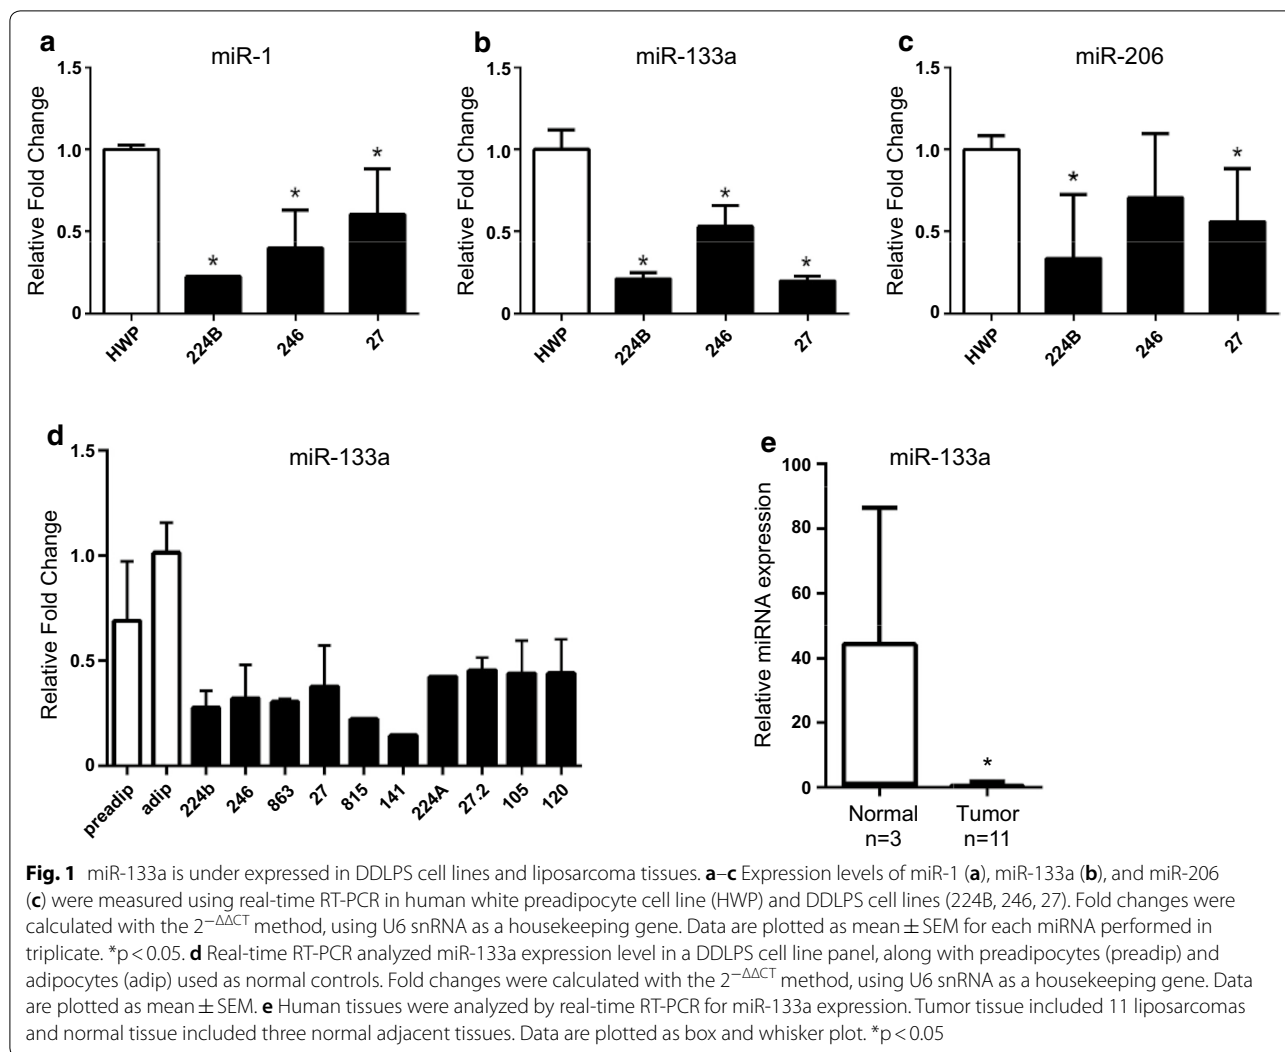 a
miR-1
Relative Fold Change
1.5
1.0
0.5
0
*
*
*
HWP
224B
246
27
b
miR-133a
Relative Fold Change
1.5
1.0
0.5
0
*
*
*
HWP
224B
246
27
c
miR-206
Relative Fold Change
1.5
1.0
0.5
0
*
*
HWP
224B
246
27
d
miR-133a
Relative Fold Change
1.5
1.0
0.5
0
preadip
adip
224b
246
863
27
815
141
224A
27.2
105
120
e
miR-133a
Relative miRNA expression
100
80
60
40
20
0
*
Normal
n=3
Tumor
n=11
Fig. 1 miR-133a is under expressed in DDLPS cell lines and liposarcoma tissues. a–c Expression levels of miR-1 (a), miR-133a (b), and miR-206
(c) were measured using real-time RT-PCR in human white preadipocyte cell line (HWP) and DDLPS cell lines (224B, 246, 27). Fold changes were
calculated with the 2^−ΔΔCT method, using U6 snRNA as a housekeeping gene. Data are plotted as mean ± SEM for each miRNA performed in
triplicate. *p < 0.05. d Real-time RT-PCR analyzed miR-133a expression level in a DDLPS cell line panel, along with preadipocytes (preadip) and
adipocytes (adip) used as normal controls. Fold changes were calculated with the 2^−ΔΔCT method, using U6 snRNA as a housekeeping gene. Data
are plotted as mean ± SEM. e Human tissues were analyzed by real-time RT-PCR for miR-133a expression. Tumor tissue included 11 liposarcomas
and normal tissue included three normal adjacent tissues. Data are plotted as box and whisker plot. *p < 0.05